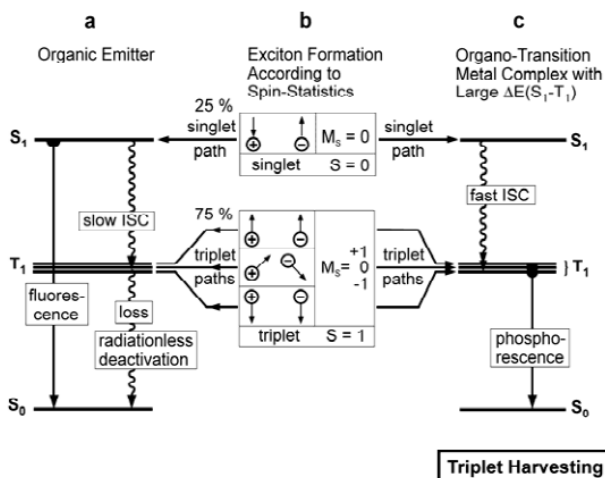 a
Organic Emitter
b
Exciton Formation
According to
Spin-Statistics
c
Organo-Transition
Metal Complex with
Large ΔE(S₁-T₁)
25 %
S₁
singlet
path
+
−
Mₛ = 0
singlet S = 0
singlet
path
S₁
slow ISC
fast ISC
75 %
T₁
triplet
paths
+
−
+
−
+
−
+1
Mₛ= 0
-1
triplet S = 1
triplet
paths
} T₁
fluores-
cence
loss
radiationless
deactivation
phospho-
rescence
S₀
S₀
Triplet Harvesting